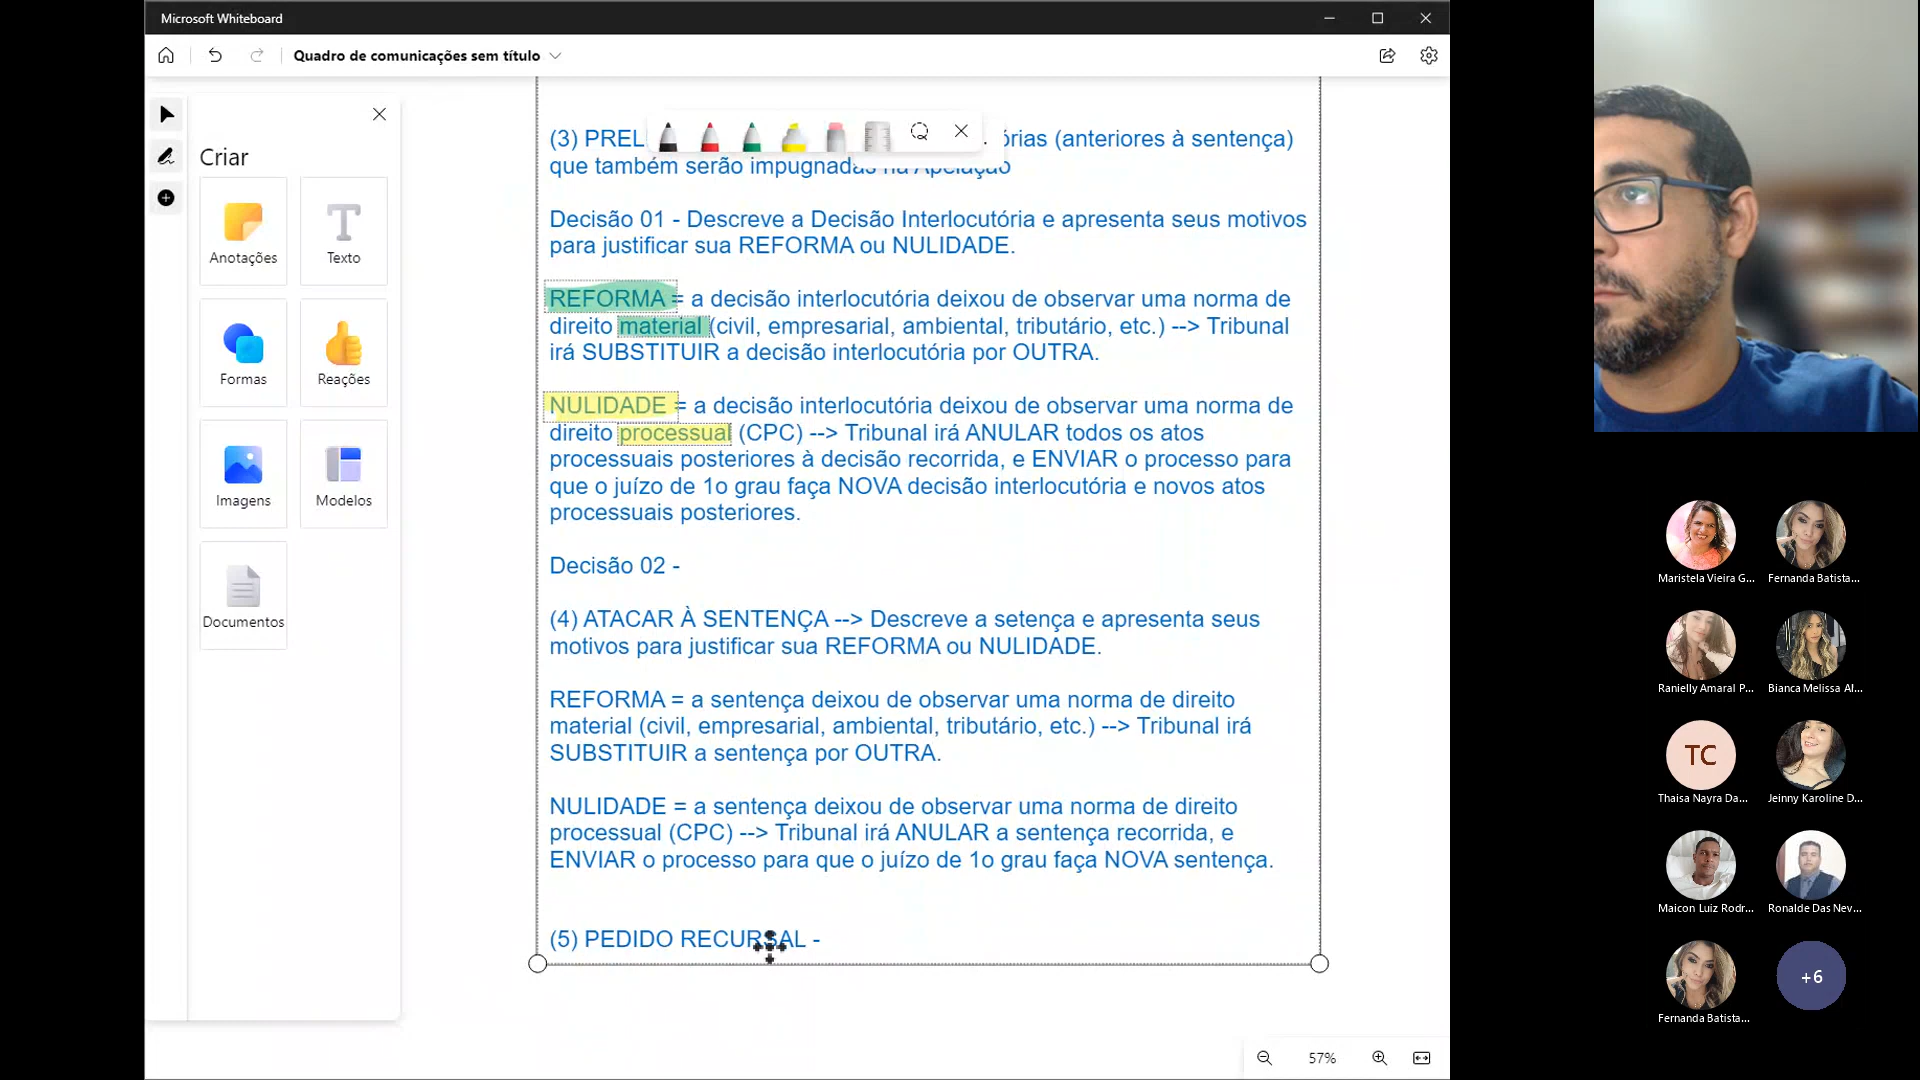 Microsoft Whiteboard
Quadro de comunicações sem título
Criar
Anotações
Texto
Formas
Reações
Imagens
Modelos
Documentos
(3) PREL órias (anteriores à sentença)
que também serão impugnadas na Apelação
Decisão 01 - Descreve a Decisão Interlocutória e apresenta seus motivos
para justificar sua REFORMA ou NULIDADE.
REFORMA = a decisão interlocutória deixou de observar uma norma de
direito material (civil, empresarial, ambiental, tributário, etc.) --> Tribunal
irá SUBSTITUIR a decisão interlocutória por OUTRA.
NULIDADE = a decisão interlocutória deixou de observar uma norma de
direito processual (CPC) --> Tribunal irá ANULAR todos os atos
processuais posteriores à decisão recorrida, e ENVIAR o processo para
que o juízo de 1o grau faça NOVA decisão interlocutória e novos atos
processuais posteriores.
Decisão 02 -
(4) ATACAR À SENTENÇA --> Descreve a setença e apresenta seus
motivos para justificar sua REFORMA ou NULIDADE.
REFORMA = a sentença deixou de observar uma norma de direito
material (civil, empresarial, ambiental, tributário, etc.) --> Tribunal irá
SUBSTITUIR a sentença por OUTRA.
NULIDADE = a sentença deixou de observar uma norma de direito
processual (CPC) --> Tribunal irá ANULAR a sentença recorrida, e
ENVIAR o processo para que o juízo de 1o grau faça NOVA sentença.
(5) PEDIDO RECURSAL -
57%
Maristela Vieira G...
Fernanda Batista...
Ranielly Amaral P...
Bianca Melissa Al...
TC
Thaisa Nayra Da...
Jeinny Karoline D...
Maicon Luiz Rodr...
Ronalde Das Nev...
Fernanda Batista...
+6